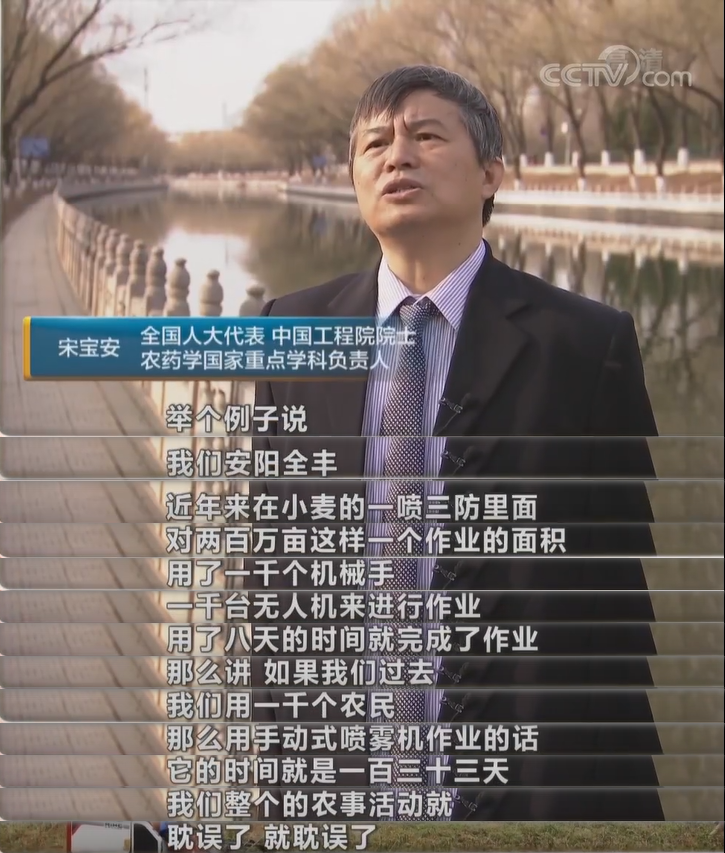 高清
CCTV.com
宋宝安
全国人大代表 中国工程院院士
农药学国家重点学科负责人
举个例子说
我们安阳全丰
近年来在小麦的一喷三防里面
对两百万亩这样一个作业的面积
用了一千个机械手
一千台无人机来进行作业
用了八天的时间就完成了作业
那么讲 如果我们过去
我们用一千个农民
那么用手动式喷雾机作业的话
它的时间就是一百三十三天
我们整个的农事活动就
耽误了 就耽误了